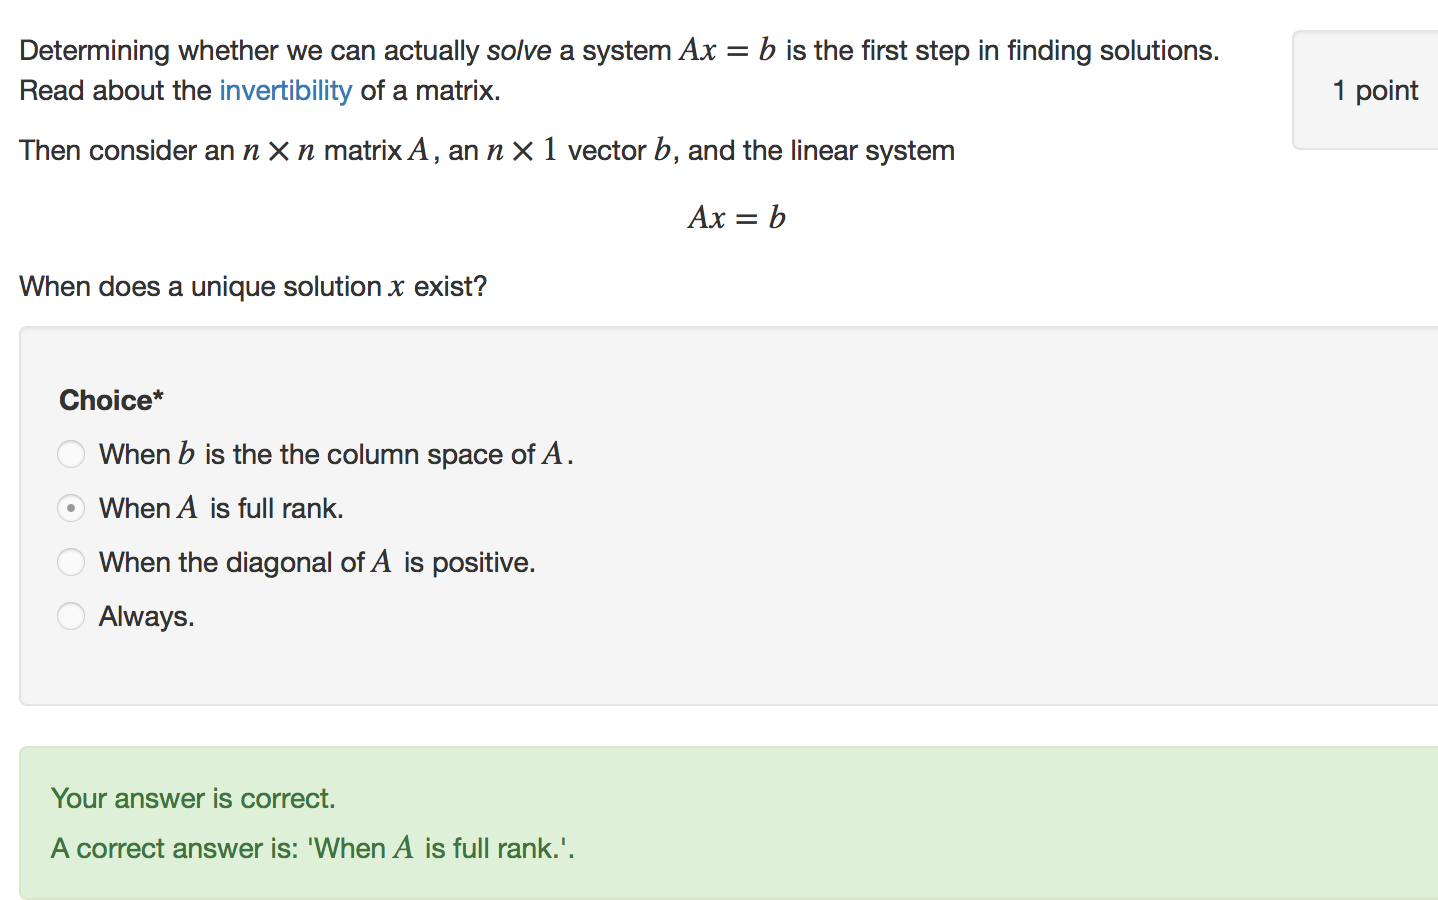 Determining whether we can actually solve a system Ax = b is the first step in finding solutions.
Read about the invertibility of a matrix.
1 point
Then consider an n × n matrix A, an n × 1 vector b, and the linear system
Ax = b
When does a unique solution x exist?
Choice*
When b is the the column space of A.
When A is full rank.
When the diagonal of A is positive.
Always.
Your answer is correct.
A correct answer is: 'When A is full rank.'.